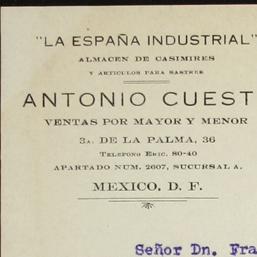 "LA ESPAÑA INDUSTRIAL"
ALMACEN DE CASIMIRES
Y ARTICULOS PARA SASTRES
ANTONIO CUEST
VENTAS POR MAYOR Y MENOR
3A. DE LA PALMA, 36
TELEFONO ERIC. 80-40
APARTADO NUM. 2607, SUCURSAL A.
MEXICO, D. F.
Señor Dn. Fra